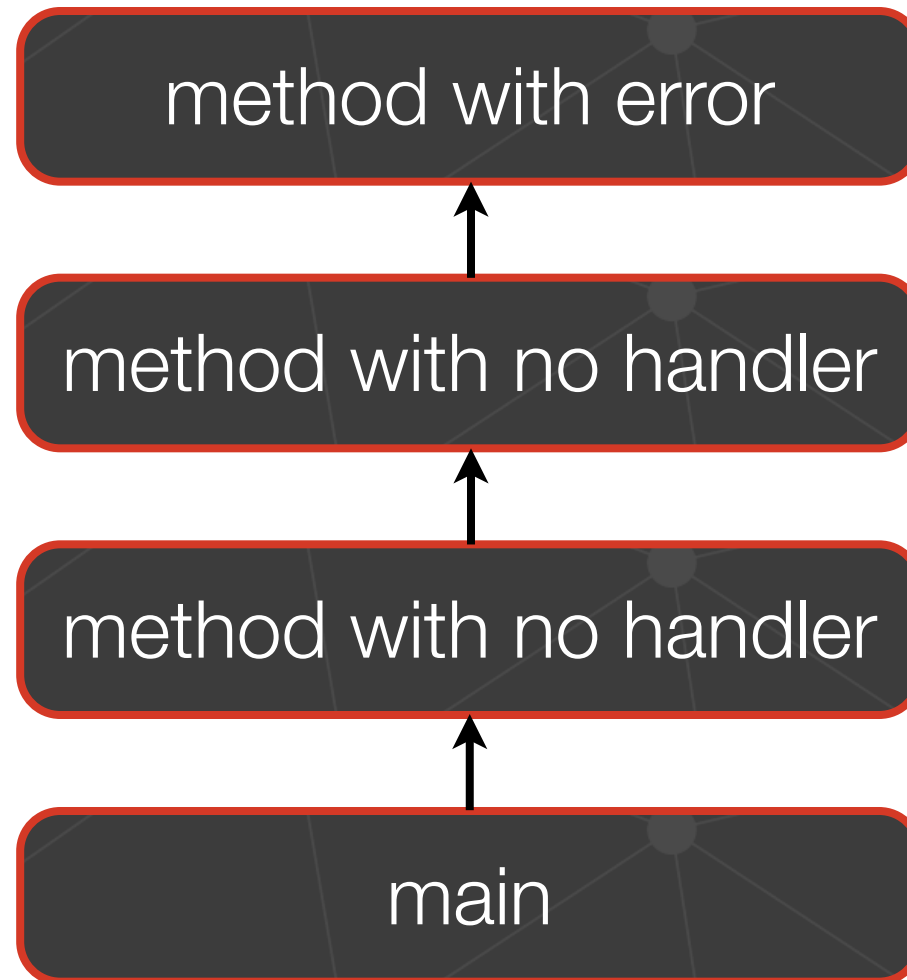 method with error
method with no handler
method with no handler
main